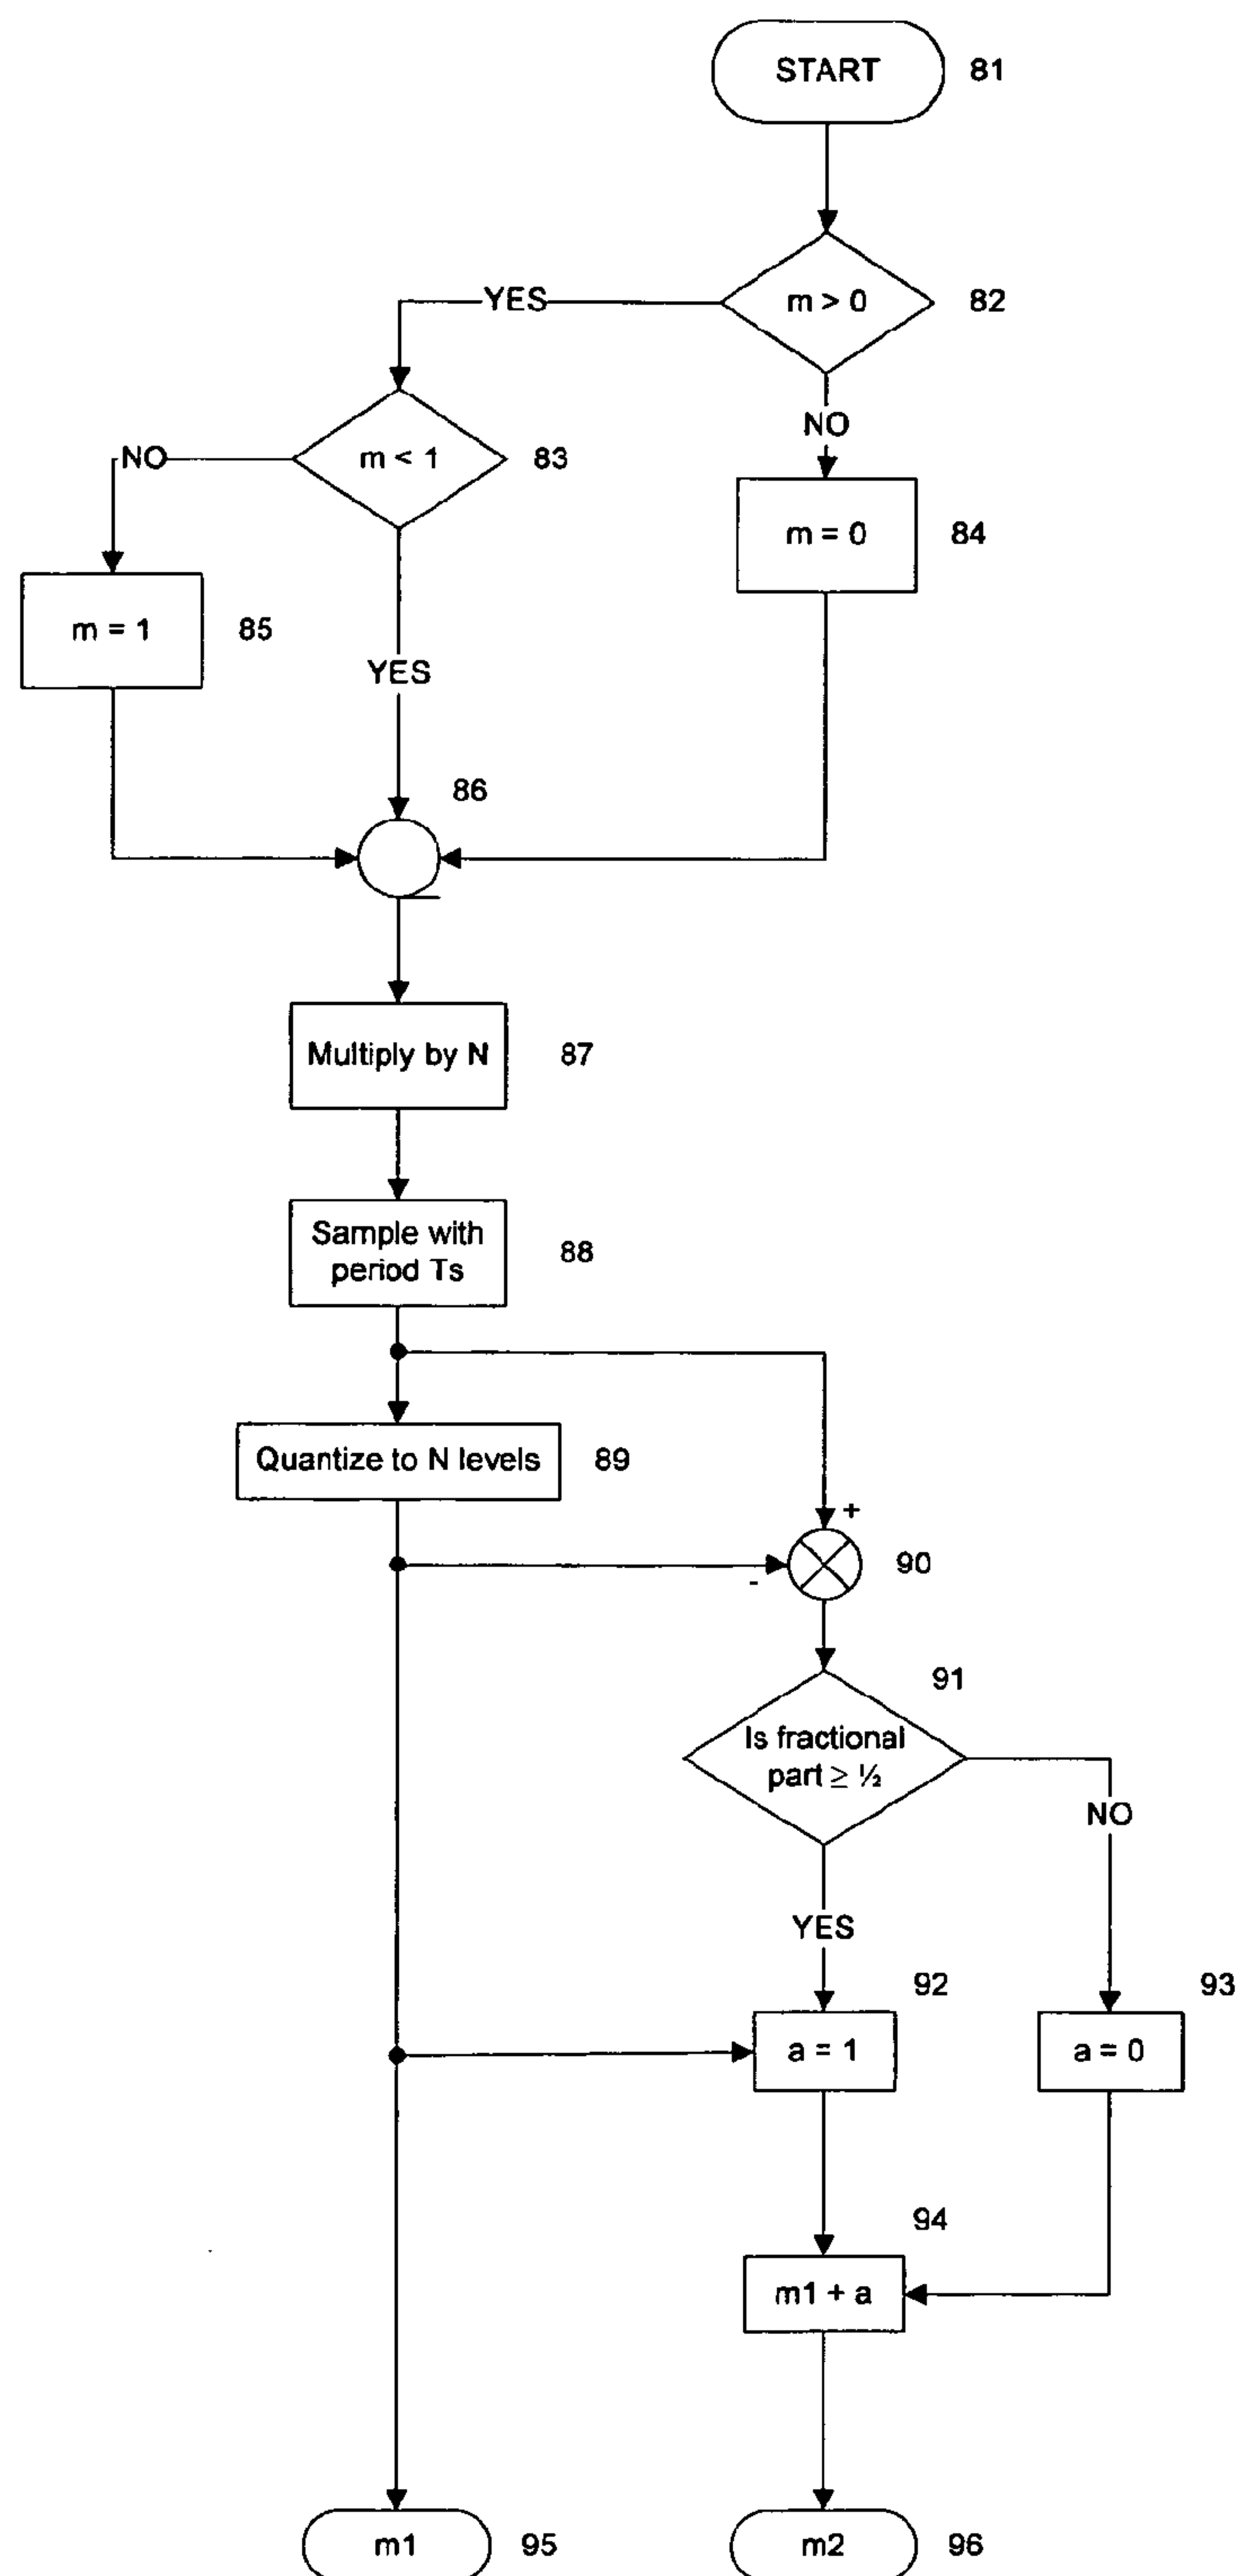 START 81
m > 0 82
YES
NO
m < 1 83
NO
m = 0 84
m = 1 85
YES
86
Multiply by N 87
Sample with
period Ts
88
Quantize to N levels 89
+
-
90
91
Is fractional
part ≥ ½
NO
YES
92
93
a = 1
a = 0
94
m1 + a
m1 95
m2 96